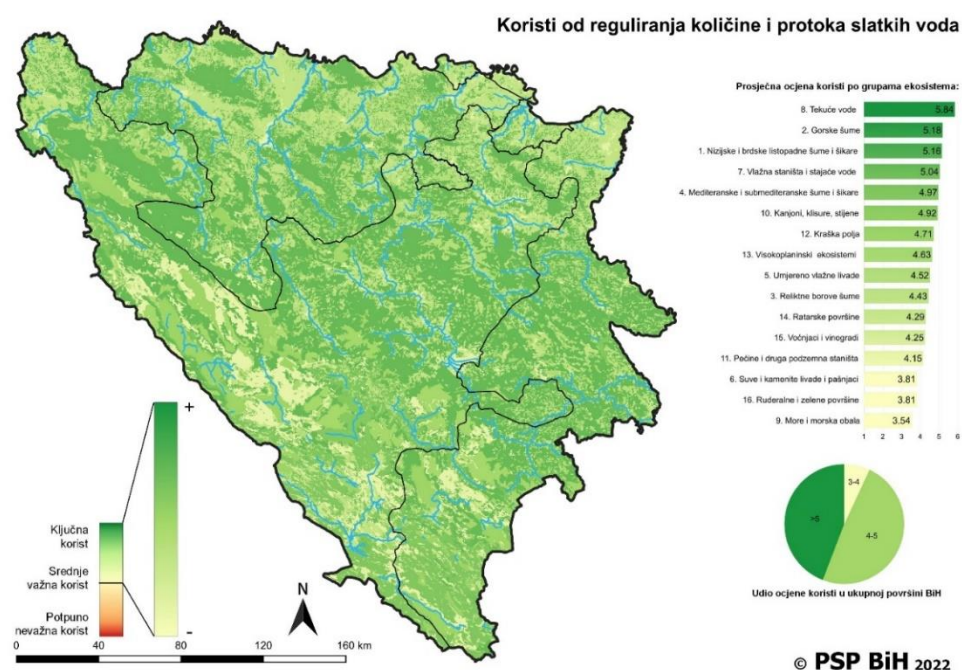 Koristi od reguliranja količine i protoka slatkih voda
Prosječna ocjena koristi po grupama ekosistema:
8. Tekuće vode 5.84
2. Gorske šume 5.18
1. Nizijske i brdske listopadne šume i šikare 5.16
7. Vlažna staništa i stajaće vode 5.04
4. Mediteranske i submediteranske šume i šikare 4.97
10. Kanjoni, klisure, stijene 4.92
12. Kraška polja 4.71
13. Visokoplaninski ekosistemi 4.63
5. Umjereno vlažne livade 4.52
3. Reliktne borove šume 4.43
14. Ratarske površine 4.29
15. Voćnjaci i vinogradi 4.25
11. Pećine i druga podzemna staništa 4.15
6. Suve i kamenite livade i pašnjaci 3.81
16. Ruderalne i zelene površine 3.81
9. More i morska obala 3.54
1 2 3 4 5 6
3-4
>5
4-5
Udio ocjene koristi u ukupnoj površini BiH
+
Ključna
korist
Srednje
važna korist
Potpuno
nevažna korist
-
N
0 40 80 120 160 km
© PSP BiH 2022